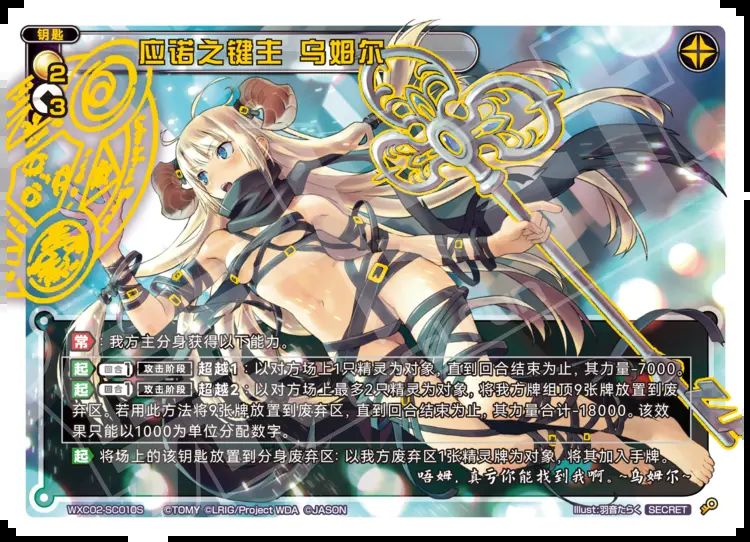 钥匙
应诺之键主 乌姆尔
2
3
常：我方主分身获得以下能力。
起 回合1 攻击阶段 超越1：以对方场上1只精灵为对象，直到回合结束为止，其力量-7000。
起 回合1 攻击阶段 超越2：以对方场上最多2只精灵为对象，将我方牌组顶9张牌放置到废
弃区。若用此方法将9张牌放置到废弃区，直到回合结束为止，其力量合计-18000。该效
果只能以1000为单位分配数字。
起 将场上的该钥匙放置到分身废弃区：以我方废弃区1张精灵牌为对象，将其加入手牌。
唔姆，真亏你能找到我啊。~乌姆尔~
WXC02-SC010S ©TOMY ©LRIG/Project WDA ©JASON Illust:羽音たらく SECRET